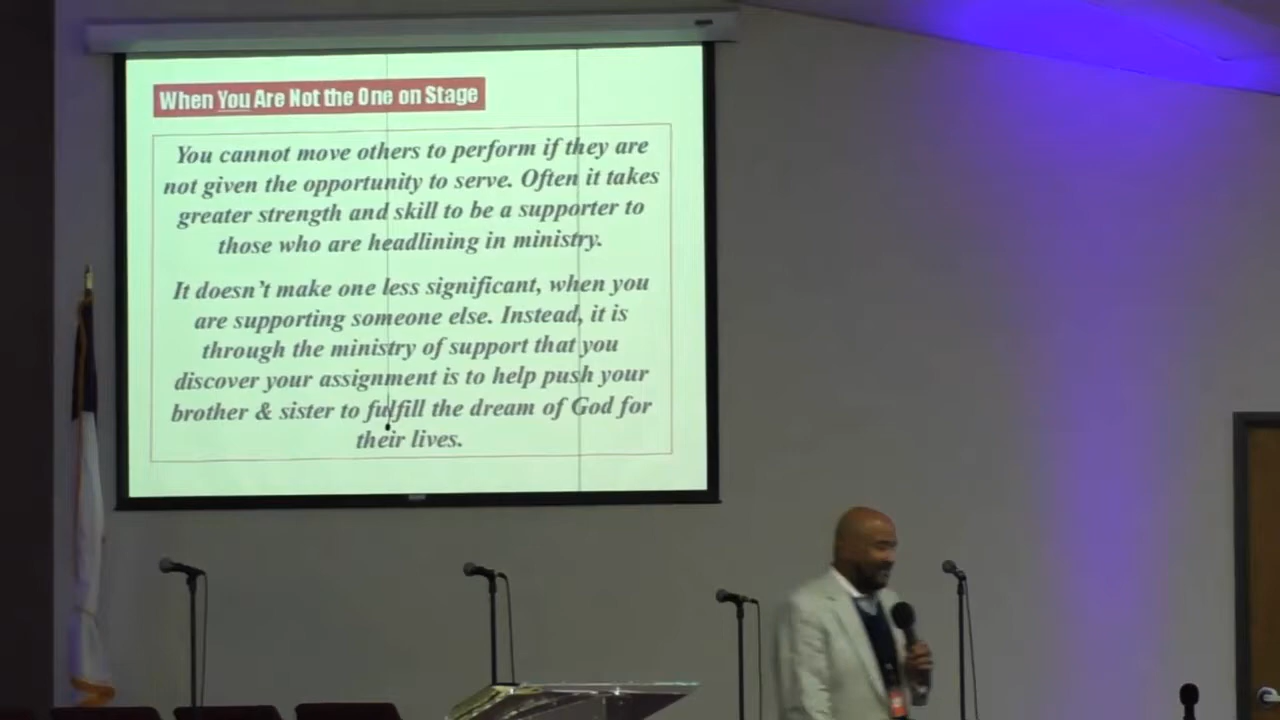 When You Are Not the One on Stage
You cannot move others to perform if they are
not given the opportunity to serve. Often it takes
greater strength and skill to be a supporter to
those who are headlining in ministry.
It doesn't make one less significant, when you
are supporting someone else. Instead, it is
through the ministry of support that you
discover your assignment is to help push your
brother & sister to fulfill the dream of God for
their lives.